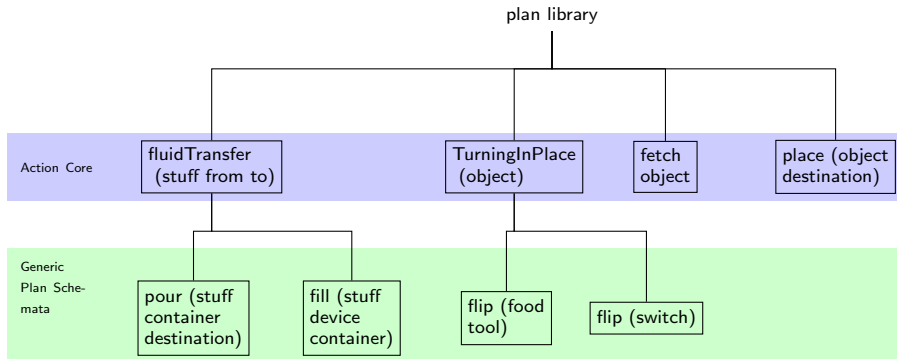 plan library
Action Core
fluidTransfer
(stuff from to)
TurningInPlace
(object)
fetch
object
place (object
destination)
Generic
Plan Sche-
mata
pour (stuff
container
destination)
fill (stuff
device
container)
flip (food
tool)
flip (switch)